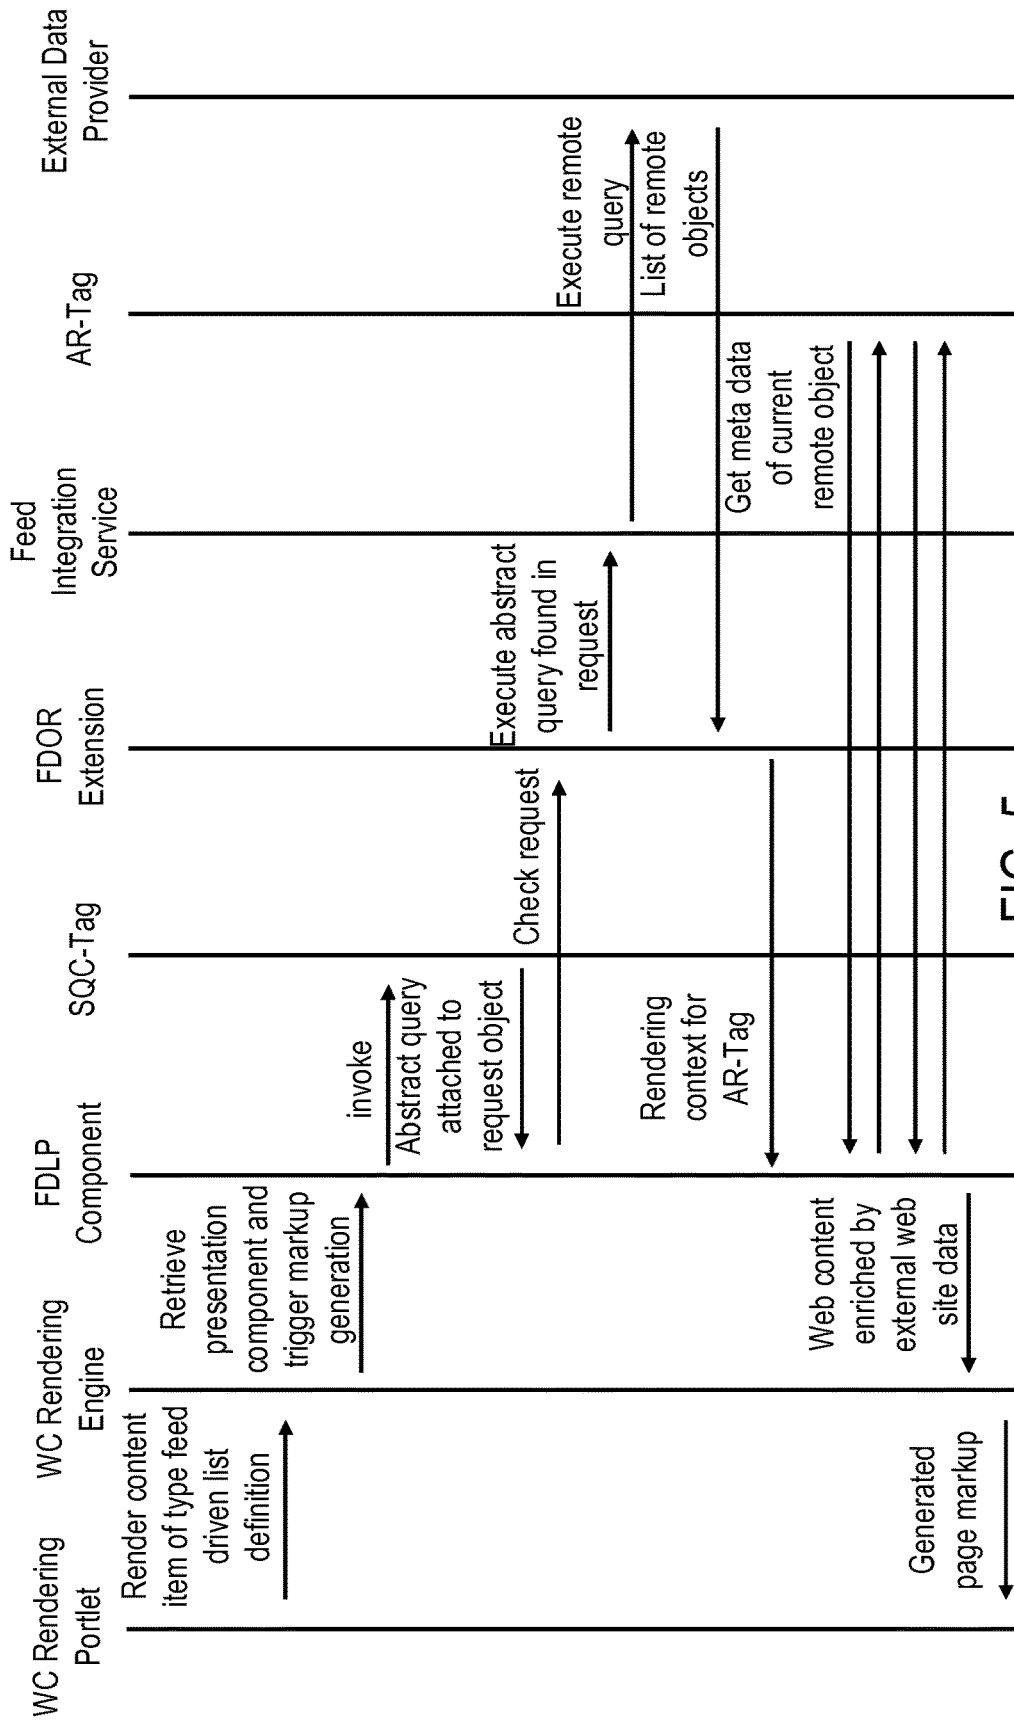 WC Rendering
Portlet
WC Rendering
Engine
FDLP
Component
SQC-Tag
FDOR
Extension
Feed
Integration
Service
AR-Tag
External Data
Provider
Render content
item of type feed
driven list
definition
Retrieve
presentation
component and
trigger markup
generation
invoke
Abstract query
attached to
request object
Check request
Execute abstract
query found in
request
Execute remote
query
List of remote
objects
Rendering
context for
AR-Tag
Get meta data
of current
remote object
Web content
enriched by
external web
site data
Generated
page markup